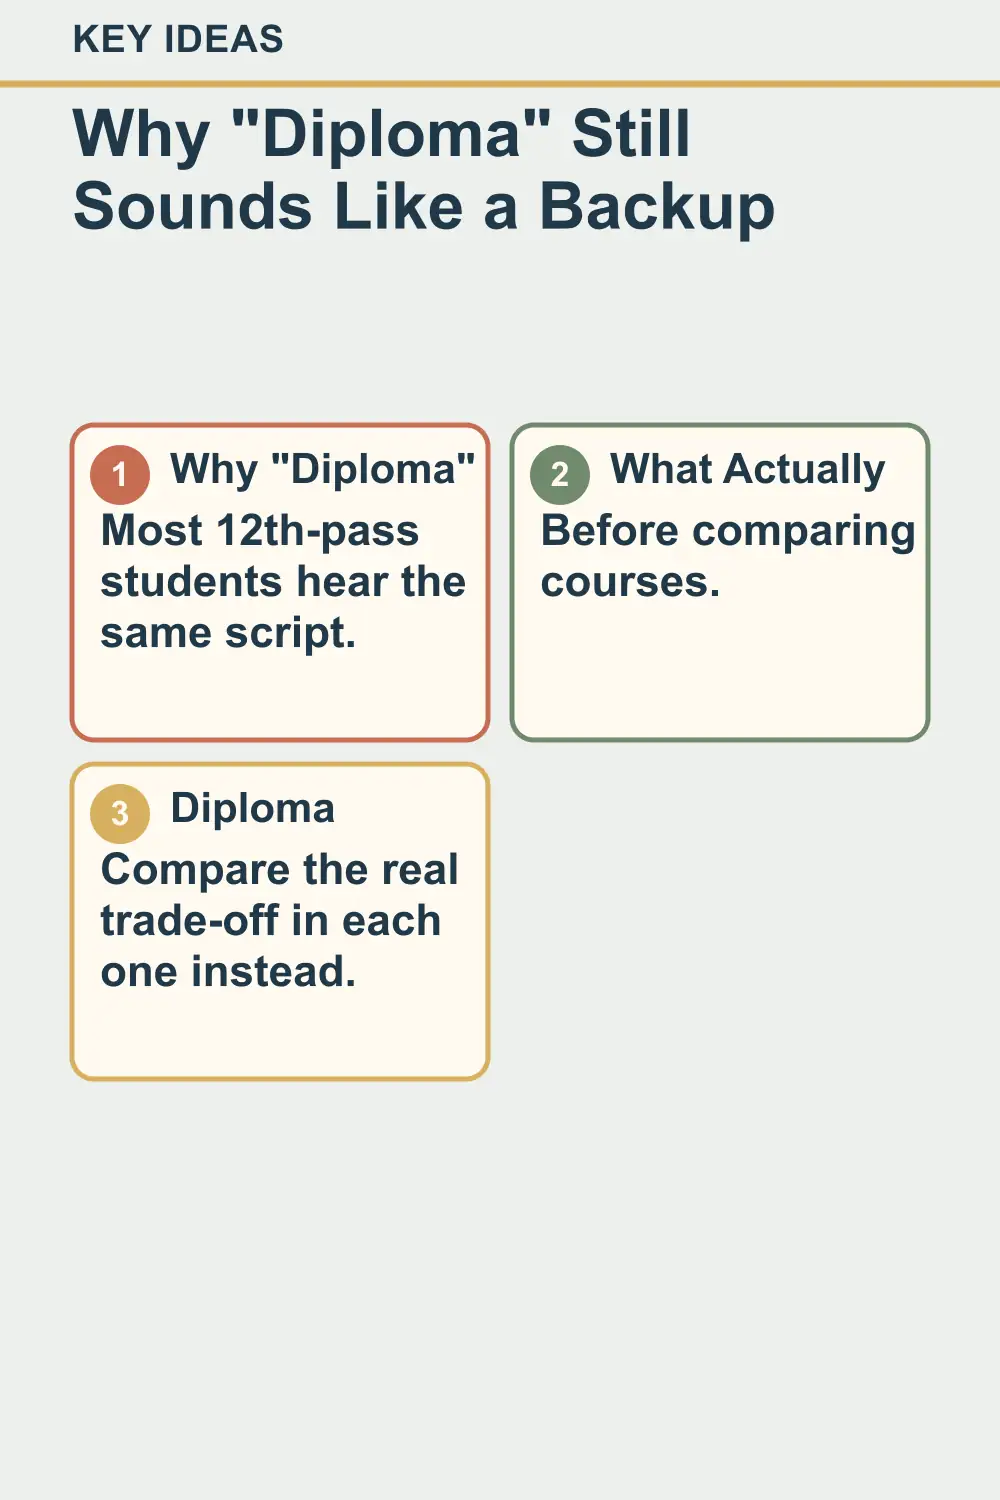 KEY IDEAS
Why "Diploma" Still
Sounds Like a Backup
1 Why "Diploma"
Most 12th-pass
students hear the
same script.
2 What Actually
Before comparing
courses.
3 Diploma
Compare the real
trade-off in each
one instead.